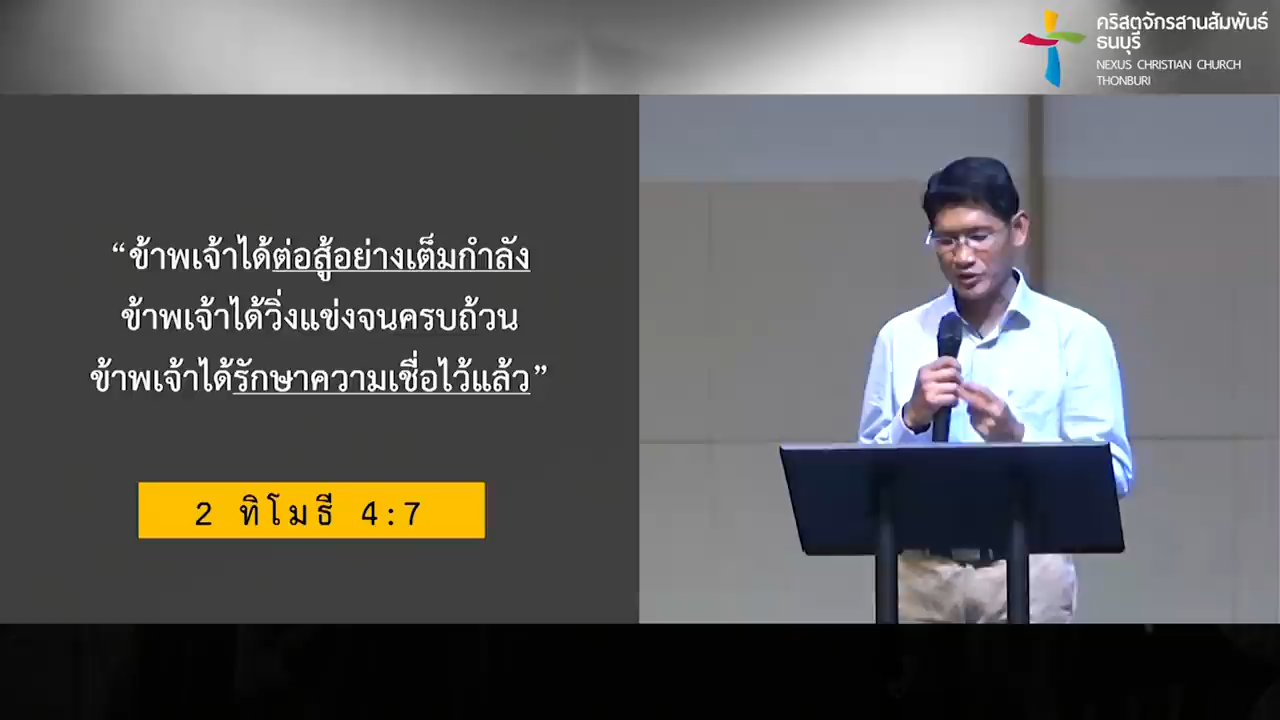 คริสตจักรสานสัมพันธ์
ธนบุรี
NEXUS CHRISTIAN CHURCH
THONBURI
“ข้าพเจ้าได้ต่อสู้อย่างเต็มกำลัง
ข้าพเจ้าได้วิ่งแข่งจนครบถ้วน
ข้าพเจ้าได้รักษาความเชื่อไว้แล้ว”
2 ทิโมธี 4:7